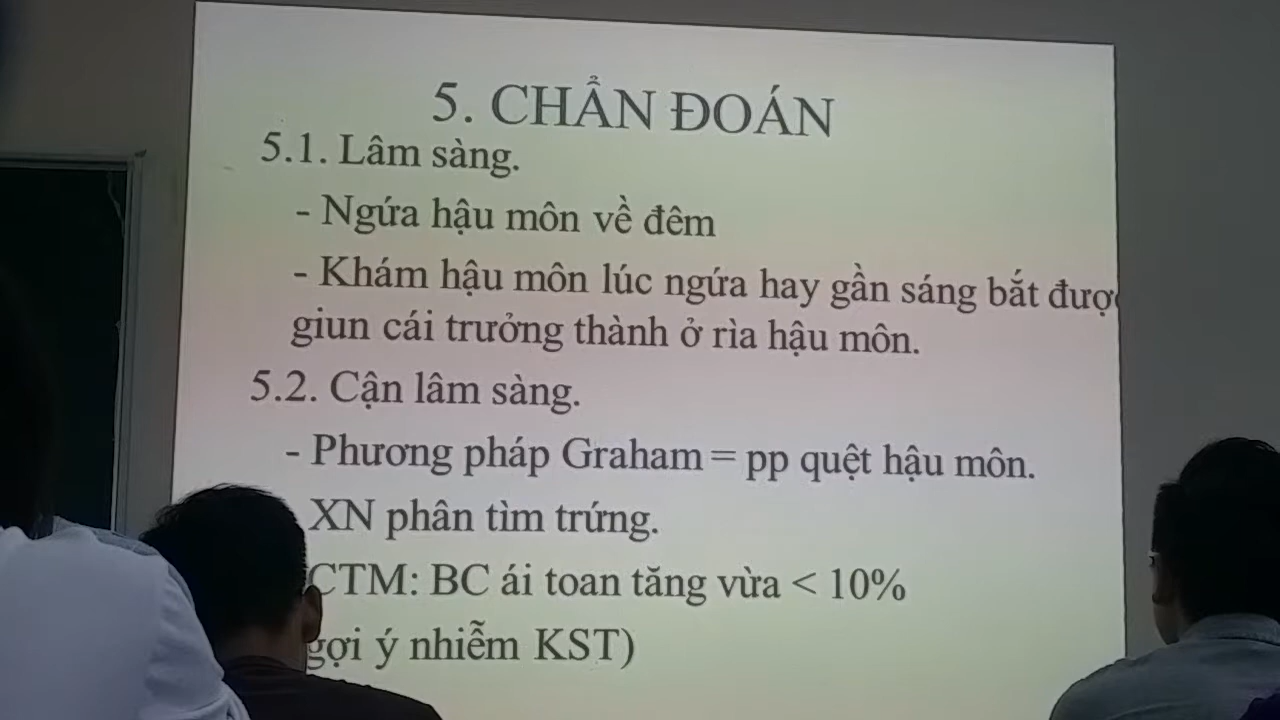 5. CHẨN ĐOÁN
5.1. Lâm sàng.
- Ngứa hậu môn về đêm
- Khám hậu môn lúc ngứa hay gần sáng bắt được
giun cái trưởng thành ở rìa hậu môn.
5.2. Cận lâm sàng.
- Phương pháp Graham = pp quệt hậu môn.
XN phân tìm trứng.
CTM: BC ái toan tăng vừa < 10%
gợi ý nhiễm KST)